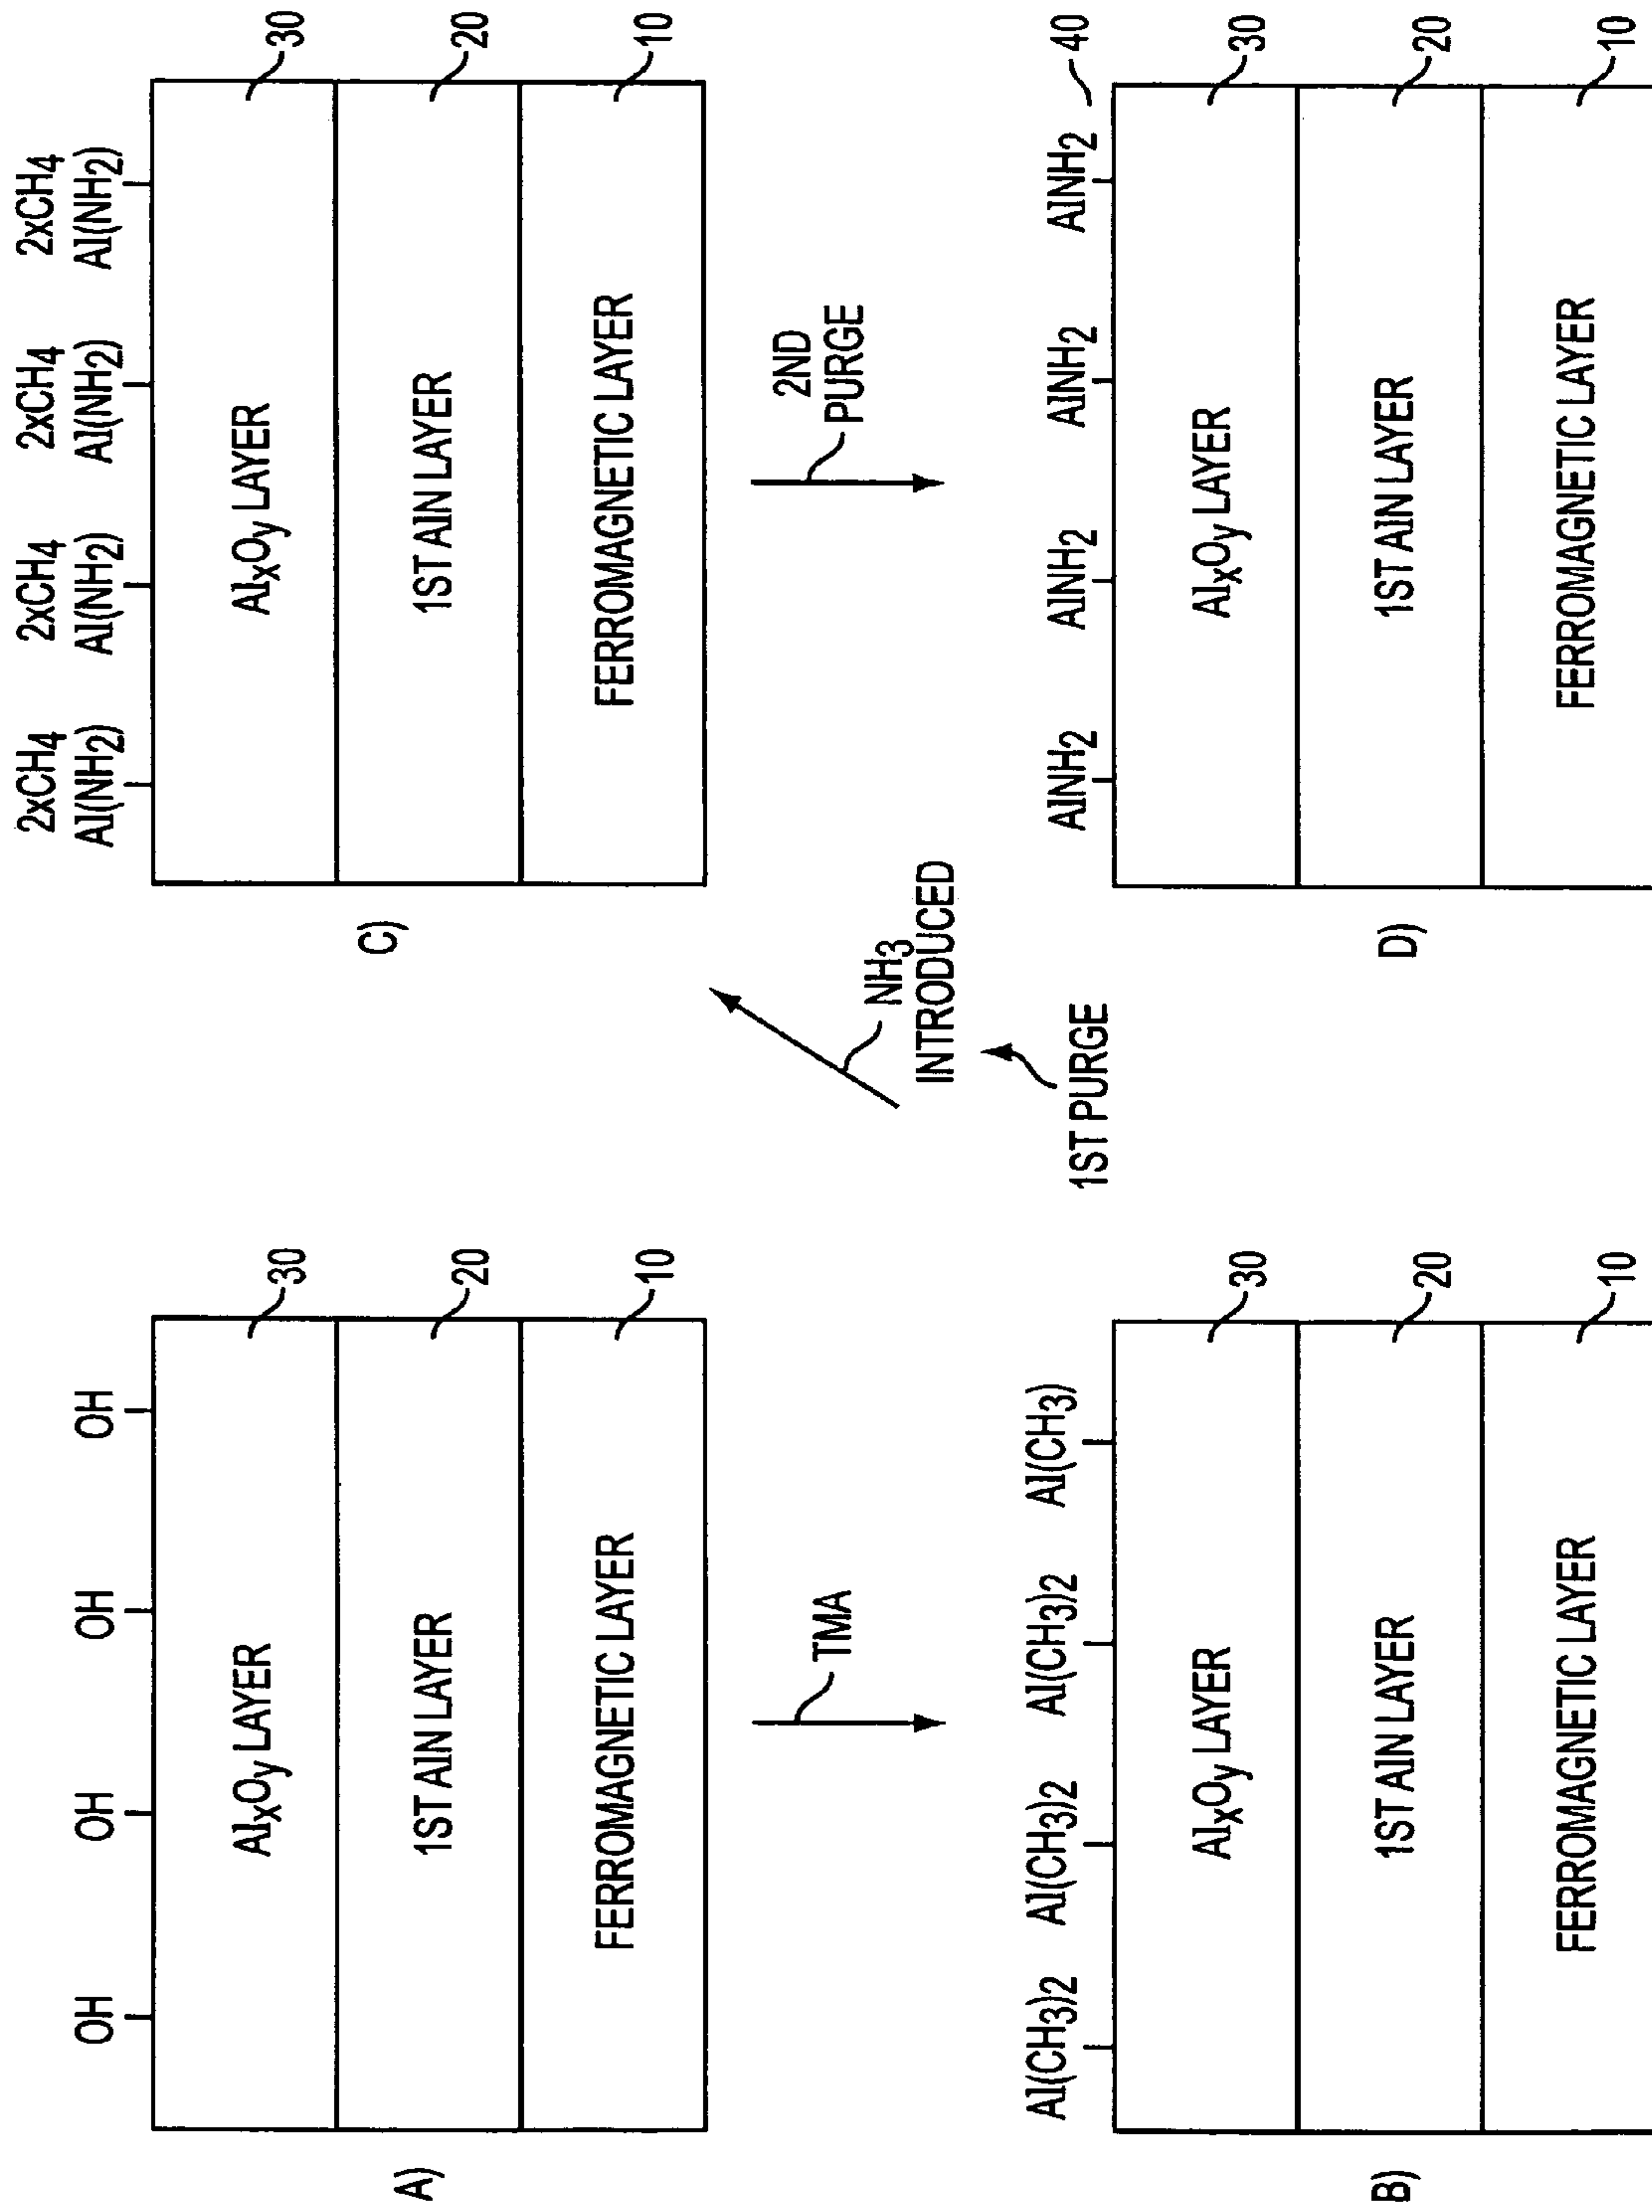 A)
OH OH OH OH
AlxOy LAYER 30
1ST AlN LAYER 20
FERROMAGNETIC LAYER 10
TMA
B)
Al(CH3)2 Al(CH3)2 Al(CH3)2 Al(CH3)
AlxOy LAYER 30
1ST AlN LAYER 20
FERROMAGNETIC LAYER 10
1ST PURGE
NH3
INTRODUCED
C)
2xCH4 2xCH4 2xCH4 2xCH4
Al(NH2) Al(NH2) Al(NH2) Al(NH2)
AlxOy LAYER 30
1ST AlN LAYER 20
FERROMAGNETIC LAYER 10
2ND
PURGE
D)
AlNH2 AlNH2 AlNH2 AlNH2 40
AlxOy LAYER 30
1ST AlN LAYER 20
FERROMAGNETIC LAYER 10